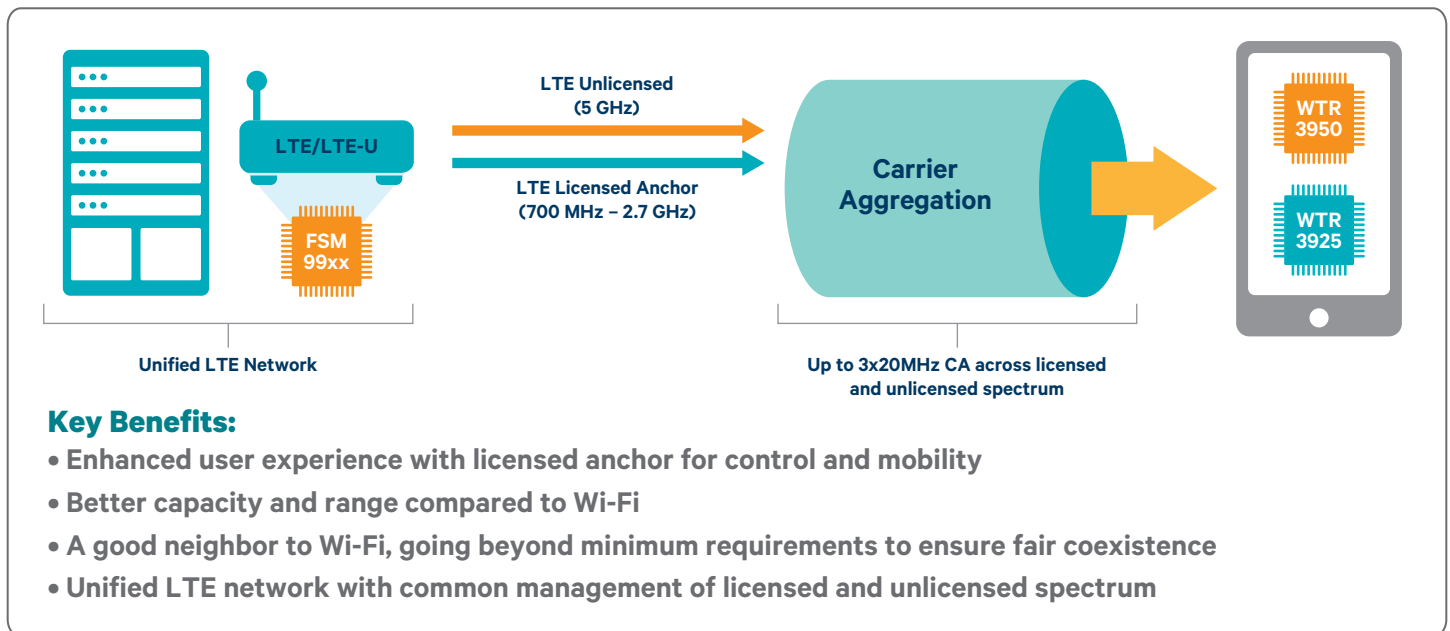 LTE/LTE-U
FSM
99xx
Unified LTE Network
LTE Unlicensed
(5 GHz)
LTE Licensed Anchor
(700 MHz – 2.7 GHz)
Carrier
Aggregation
Up to 3x20MHz CA across licensed
and unlicensed spectrum
WTR
3950
WTR
3925
Key Benefits:
• Enhanced user experience with licensed anchor for control and mobility
• Better capacity and range compared to Wi-Fi
• A good neighbor to Wi-Fi, going beyond minimum requirements to ensure fair coexistence
• Unified LTE network with common management of licensed and unlicensed spectrum